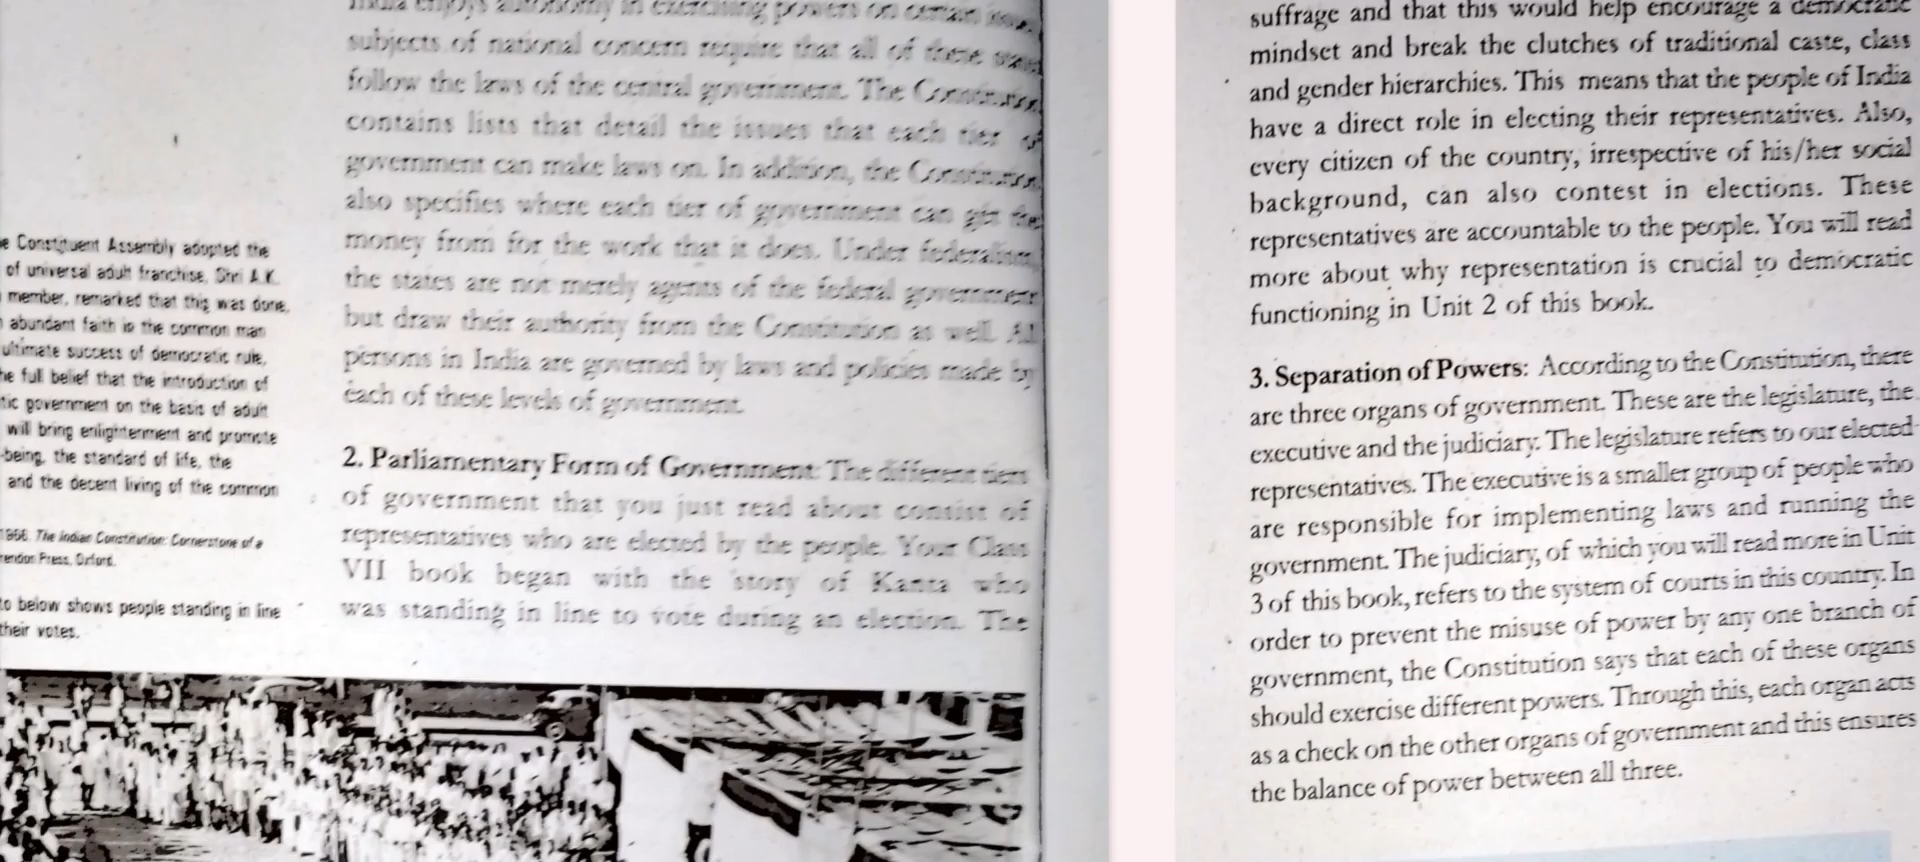 e Constituent Assembly adopted the
of universal adult franchise, Shri A.K.
member, remarked that this was done,
abundant faith in the common man
ultimate success of democratic rule,
he full belief that the introduction of
tic government on the basis of adult
will bring enlightenment and promote
-being, the standard of life, the
and the decent living of the common
1966. The Indian Constitution: Cornerstone of a
rendon Press, Oxford.
to below shows people standing in line
their votes.
India enjoys autonomy in exercising powers on certain
subjects of national concern require that all of these states
follow the laws of the central government. The Constitution
contains lists that detail the issues that each tier of
government can make laws on. In addition, the Constitution
also specifies where each tier of government can get the
money from for the work that it does. Under federalism,
the states are not merely agents of the federal government
but draw their authority from the Constitution as well. All
persons in India are governed by laws and policies made by
each of these levels of government.
2. Parliamentary Form of Government: The different tiers
of government that you just read about consist of
representatives who are elected by the people. Your Class
VII book began with the story of Kanta who
was standing in line to vote during an election. The
suffrage and that this would help encourage a democratic
mindset and break the clutches of traditional caste, class
and gender hierarchies. This means that the people of India
have a direct role in electing their representatives. Also,
every citizen of the country, irrespective of his/her social
background, can also contest in elections. These
representatives are accountable to the people. You will read
more about why representation is crucial to democratic
functioning in Unit 2 of this book.
3. Separation of Powers: According to the Constitution, there
are three organs of government. These are the legislature, the
executive and the judiciary. The legislature refers to our elected
representatives. The executive is a smaller group of people who
are responsible for implementing laws and running the
government. The judiciary, of which you will read more in Unit
3 of this book, refers to the system of courts in this country. In
order to prevent the misuse of power by any one branch of
government, the Constitution says that each of these organs
should exercise different powers. Through this, each organ acts
as a check on the other organs of government and this ensures
the balance of power between all three.